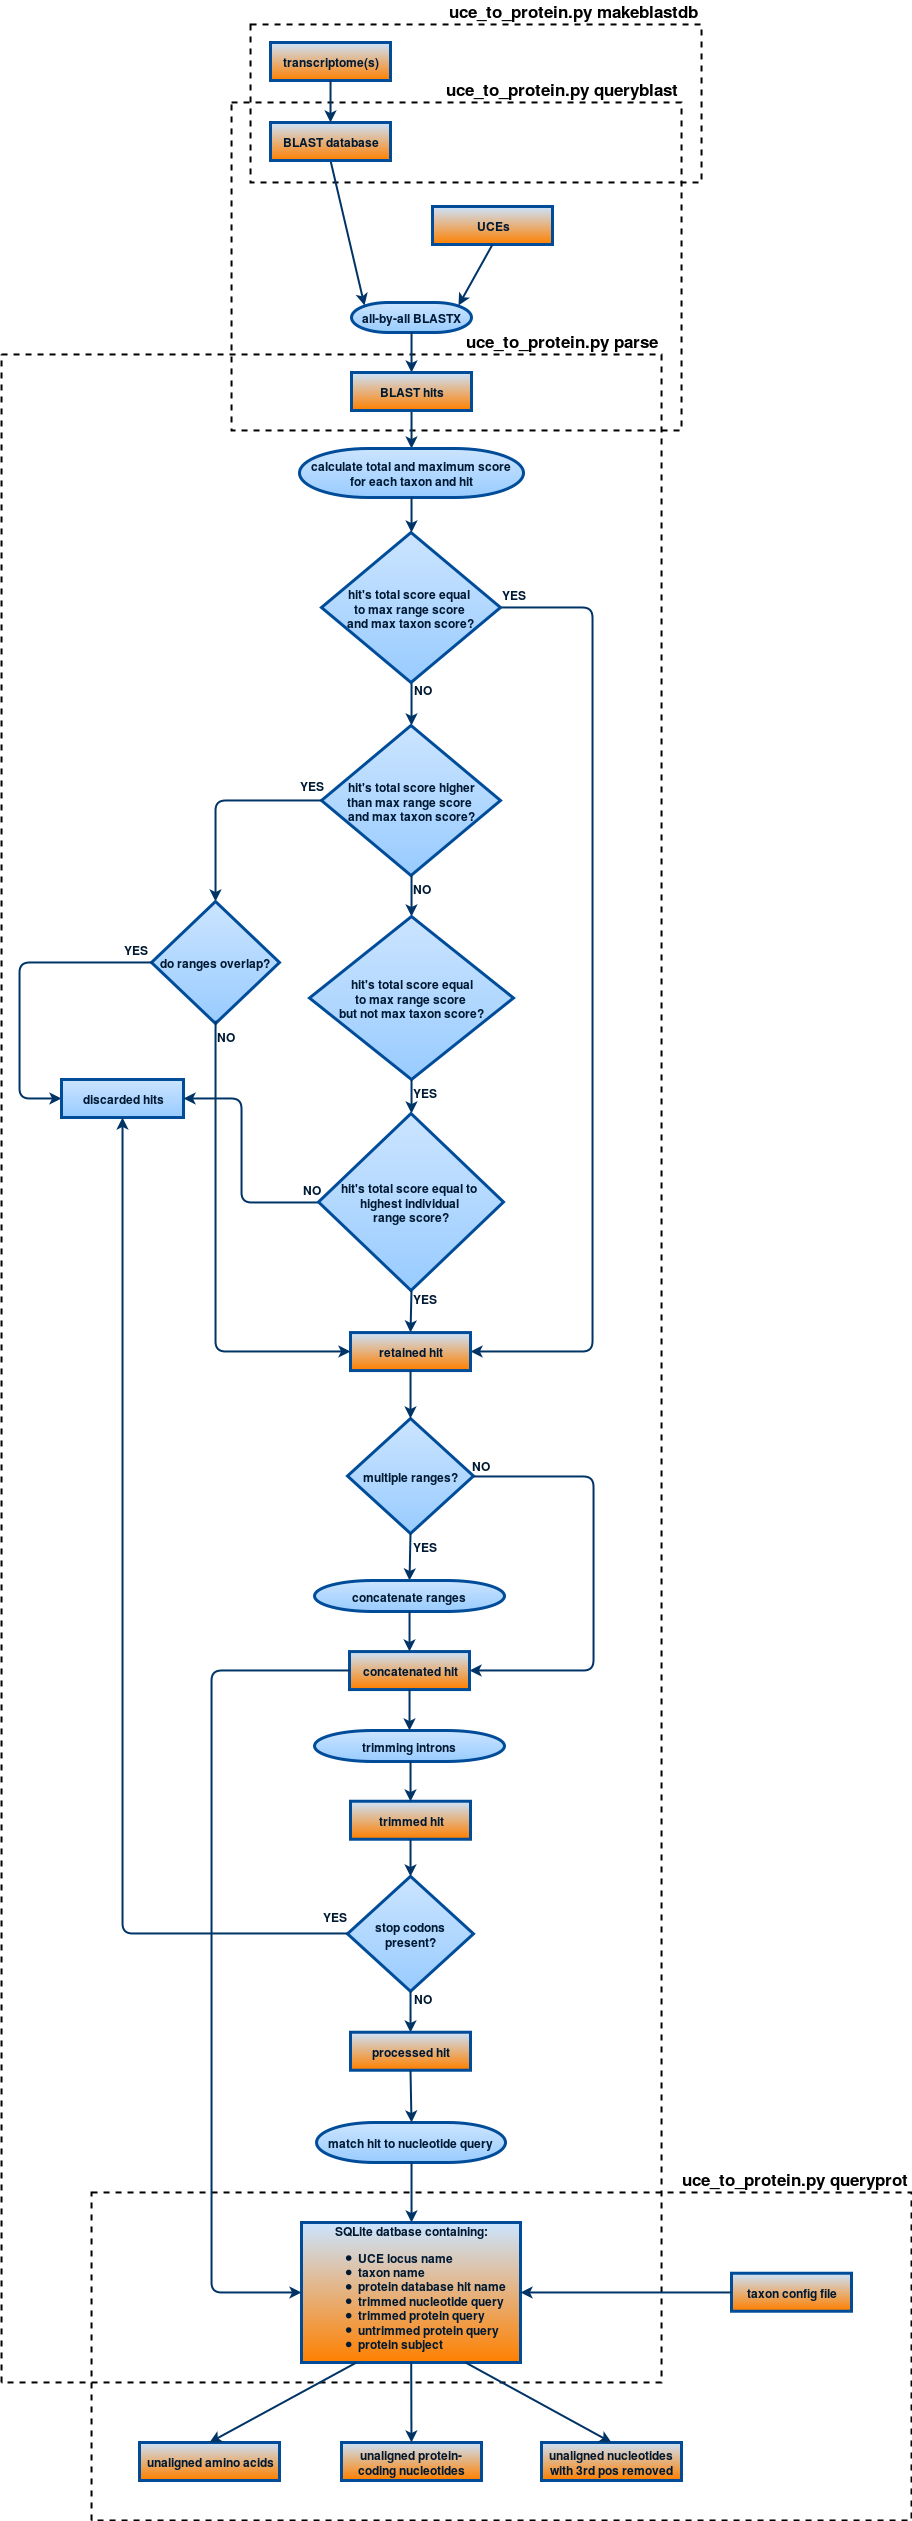 uce_to_protein.py makeblastdb
transcriptome(s)
uce_to_protein.py queryblast
BLAST database
UCEs
all-by-all BLASTX
uce_to_protein.py parse
BLAST hits
calculate total and maximum score
for each taxon and hit
hit's total score equal
to max range score
and max taxon score?
YES
NO
hit's total score higher
than max range score
and max taxon score?
YES
NO
do ranges overlap?
YES
NO
hit's total score equal
to max range score
but not max taxon score?
YES
discarded hits
hit's total score equal to
highest individual
range score?
NO
YES
retained hit
multiple ranges?
NO
YES
concatenate ranges
concatenated hit
trimming introns
trimmed hit
stop codons
present?
YES
NO
processed hit
match hit to nucleotide query
uce_to_protein.py queryprot
SQLite datbase containing:
• UCE locus name
• taxon name
• protein database hit name
• trimmed nucleotide query
• trimmed protein query
• untrimmed protein query
• protein subject
taxon config file
unaligned amino acids
unaligned protein-
coding nucleotides
unaligned nucleotides
with 3rd pos removed